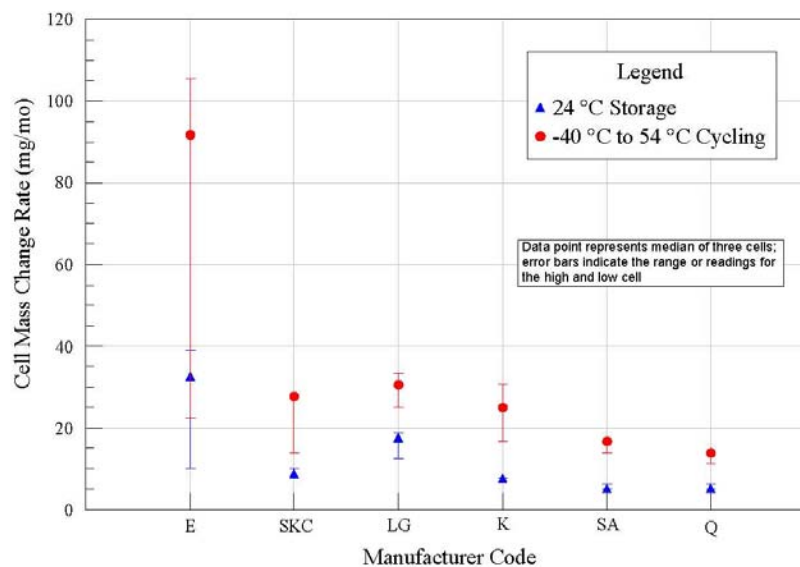 120
100
80
60
40
20
0
Cell Mass Change Rate (mg/mo)
Legend
24 °C Storage
-40 °C to 54 °C Cycling
Data point represents median of three cells;
error bars indicate the range or readings for
the high and low cell
E SKC LG K SA Q
Manufacturer Code